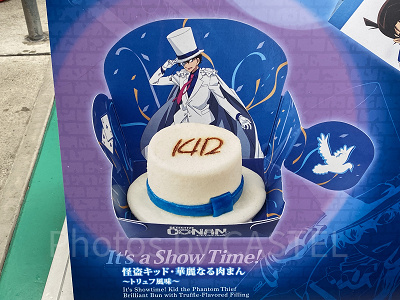 KID
DETECTIVE
CONAN
It's a Show Time!
怪盗キッド・華麗なる肉まん
～トリュフ風味～
It's Showtime! Kid the Phantom Thief
Brilliant Bun with Truffle-Flavored Filling